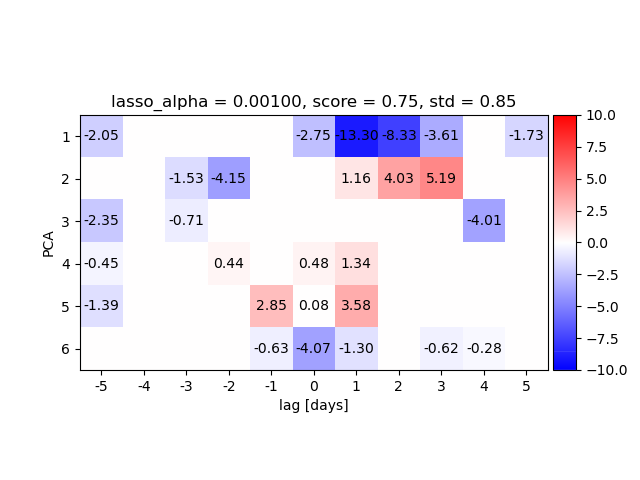 lasso_alpha = 0.00100, score = 0.75, std = 0.85
1 -2.05 -2.75 -13.30 -8.33 -3.61 -1.73
2 -1.53 -4.15 1.16 4.03 5.19
3 -2.35 -0.71 -4.01
4 -0.45 0.44 0.48 1.34
5 -1.39 2.85 0.08 3.58
6 -0.63 -4.07 -1.30 -0.62 -0.28
PCA
-5 -4 -3 -2 -1 0 1 2 3 4 5
lag [days]
10.0
7.5
5.0
2.5
0.0
−2.5
−5.0
−7.5
−10.0